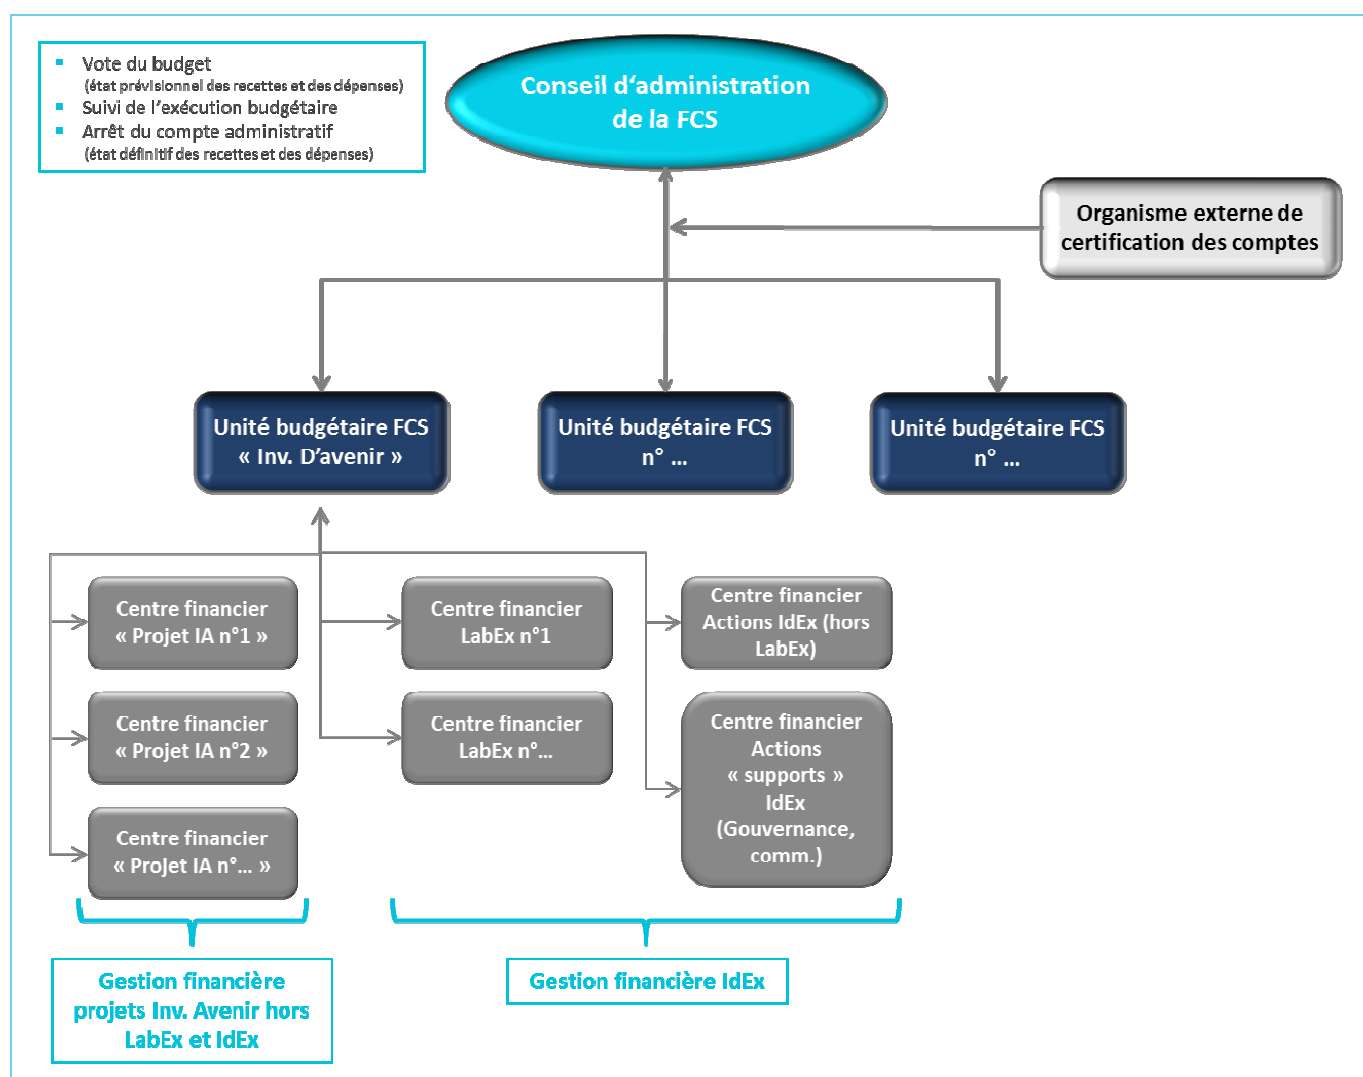 ▪ Vote du budget
(état prévisionnel des recettes et des dépenses)
▪ Suivi de l'exécution budgétaire
▪ Arrêt du compte administratif
(état définitif des recettes et des dépenses)
Conseil d'administration
de la FCS
Organisme externe de
certification des comptes
Unité budgétaire FCS
« Inv. D'avenir »
Unité budgétaire FCS
n° ...
Unité budgétaire FCS
n° ...
Centre financier
« Projet IA n°1 »
Centre financier
LabEx n°1
Centre financier
Actions IdEx (hors
LabEx)
Centre financier
« Projet IA n°2 »
Centre financier
LabEx n°...
Centre financier
Actions
« supports »
IdEx
(Gouvernance,
comm.)
Centre financier
« Projet IA n°... »
Gestion financière
projets Inv. Avenir hors
LabEx et IdEx
Gestion financière IdEx